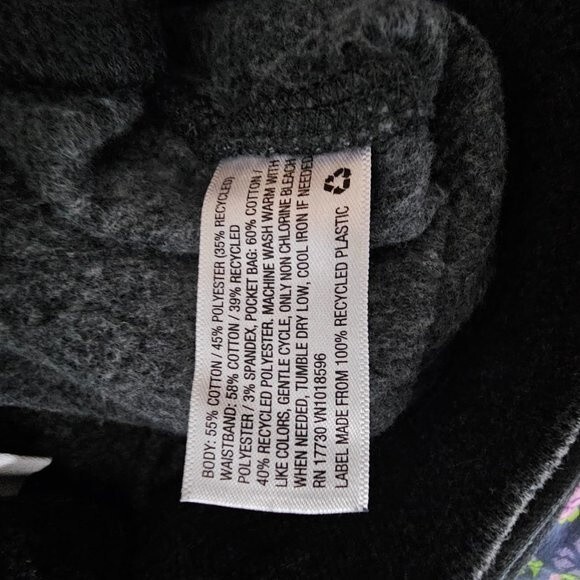 BODY: 55% COTTON / 45% POLYESTER (35% RECYCLED)
WAISTBAND: 58% COTTON / 39% RECYCLED
POLYESTER / 3% SPANDEX, POCKET BAG: 60% COTTON /
40% RECYCLED POLYESTER, MACHINE WASH WARM WITH
LIKE COLORS, GENTLE CYCLE, ONLY NON CHLORINE BLEACH
WHEN NEEDED, TUMBLE DRY LOW, COOL IRON IF NEEDED
RN 17730 VN1018596
LABEL MADE FROM 100% RECYCLED PLASTIC